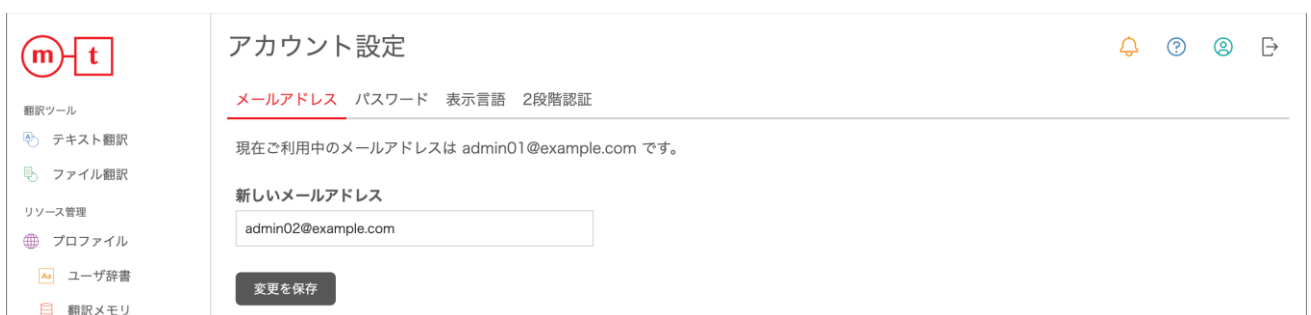 m t
アカウント設定
翻訳ツール
テキスト翻訳
ファイル翻訳
リソース管理
プロファイル
Aa ユーザ辞書
翻訳メモリ
メールアドレス パスワード 表示言語 2段階認証
現在ご利用中のメールアドレスは admin01@example.com です。
新しいメールアドレス
admin02@example.com
変更を保存